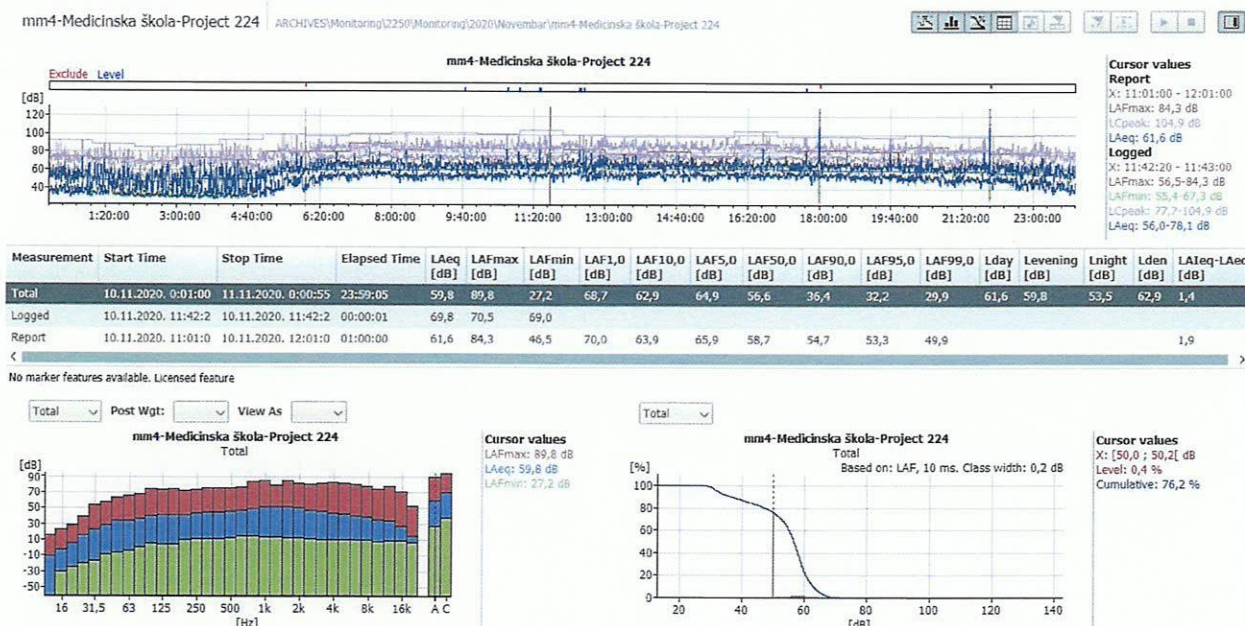 mm4-Medicinska škola-Project 224 ARCHIVES\Monitoring\2250\Monitoring\2020\Novembar\mm4-Medicinska škola-Project 224
mm4-Medicinska škola-Project 224
Exclude Level
[dB]
120
100
80
60
40
1:20:00 3:00:00 4:40:00 6:20:00 8:00:00 9:40:00 11:20:00 13:00:00 14:40:00 16:20:00 18:00:00 19:40:00 21:20:00 23:00:00
Cursor values
Report
X: 11:01:00 - 12:01:00
LAFmax: 84,3 dB
LCpeak: 104,9 dB
LAeq: 61,6 dB
Logged
X: 11:42:20 - 11:43:00
LAFmax: 56,5-84,3 dB
LAFmin: 55,4-67,3 dB
LCpeak: 77,7-104,9 dB
LAeq: 56,0-78,1 dB
Measurement Start Time Stop Time Elapsed Time LAeq LAFmax LAFmin LAF1,0 LAF10,0 LAF5,0 LAF50,0 LAF90,0 LAF95,0 LAF99,0 Lday Levening Lnight Lden LAIeq-LAeq
[dB] [dB] [dB] [dB] [dB] [dB] [dB] [dB] [dB] [dB] [dB] [dB] [dB] [dB] [dB]
Total 10.11.2020. 0:01:00 11.11.2020. 0:00:55 23:59:05 59,8 89,8 27,2 68,7 62,9 64,9 56,6 36,4 32,2 29,9 61,6 59,8 53,5 62,9 1,4
Logged 10.11.2020. 11:42:2 10.11.2020. 11:42:2 00:00:01 69,8 70,5 69,0
Report 10.11.2020. 11:01:0 10.11.2020. 12:01:0 01:00:00 61,6 84,3 46,5 70,0 63,9 65,9 58,7 54,7 53,3 49,9 1,9
No marker features available. Licensed feature
Total Post Wgt: View As
mm4-Medicinska škola-Project 224
Total
[dB]
90
70
50
30
10
-10
-30
-50
16 31,5 63 125 250 500 1k 2k 4k 8k 16k A C
[Hz]
Cursor values
LAFmax: 89,8 dB
LAeq: 59,8 dB
LAFmin: 27,2 dB
Total
mm4-Medicinska škola-Project 224
Total
Based on: LAF, 10 ms. Class width: 0,2 dB
[%]
100
80
60
40
20
0
20 40 60 80 100 120 140
[dB]
Cursor values
X: [50,0 ; 50,2[ dB
Level: 0,4 %
Cumulative: 76,2 %